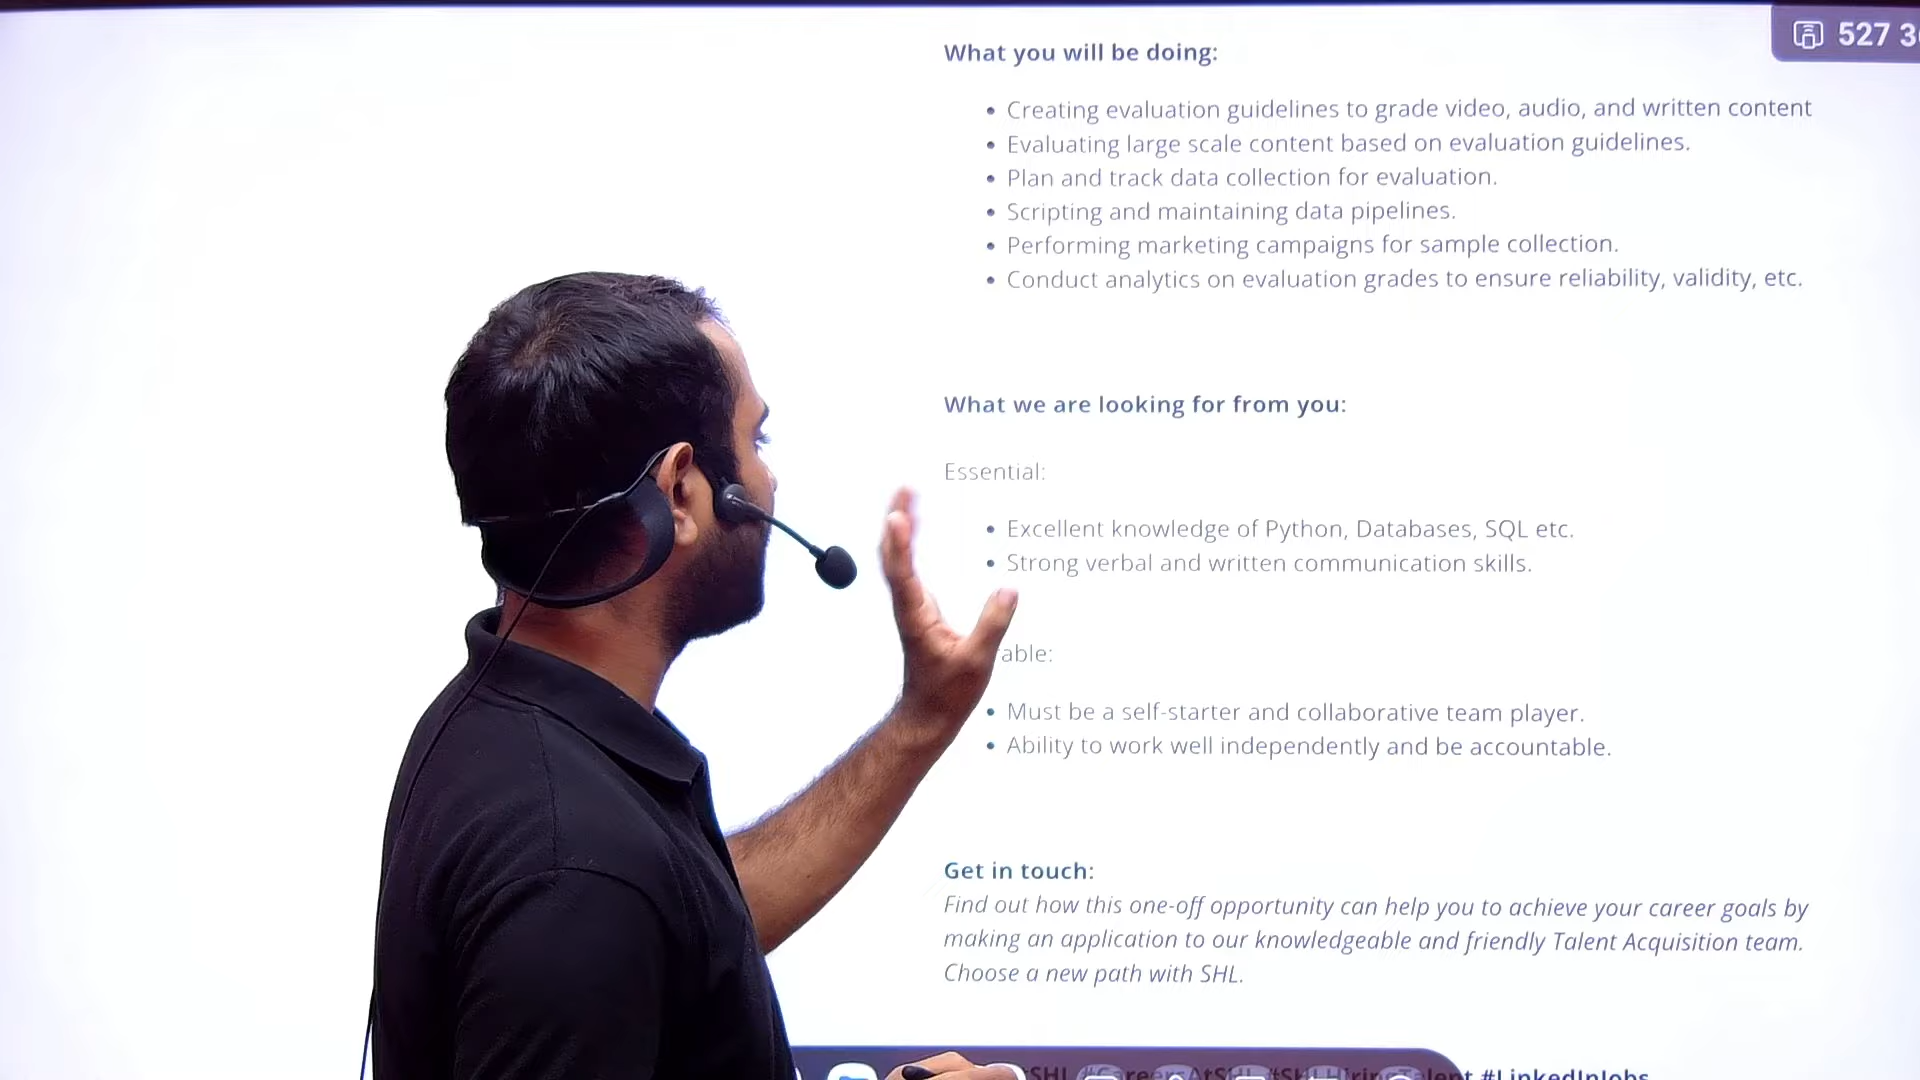 527
What you will be doing:
• Creating evaluation guidelines to grade video, audio, and written content
• Evaluating large scale content based on evaluation guidelines.
• Plan and track data collection for evaluation.
• Scripting and maintaining data pipelines.
• Performing marketing campaigns for sample collection.
• Conduct analytics on evaluation grades to ensure reliability, validity, etc.
What we are looking for from you:
Essential:
• Excellent knowledge of Python, Databases, SQL etc.
• Strong verbal and written communication skills.
able:
• Must be a self-starter and collaborative team player.
• Ability to work well independently and be accountable.
Get in touch:
Find out how this one-off opportunity can help you to achieve your career goals by
making an application to our knowledgeable and friendly Talent Acquisition team.
Choose a new path with SHL.
#LinkedInJobs